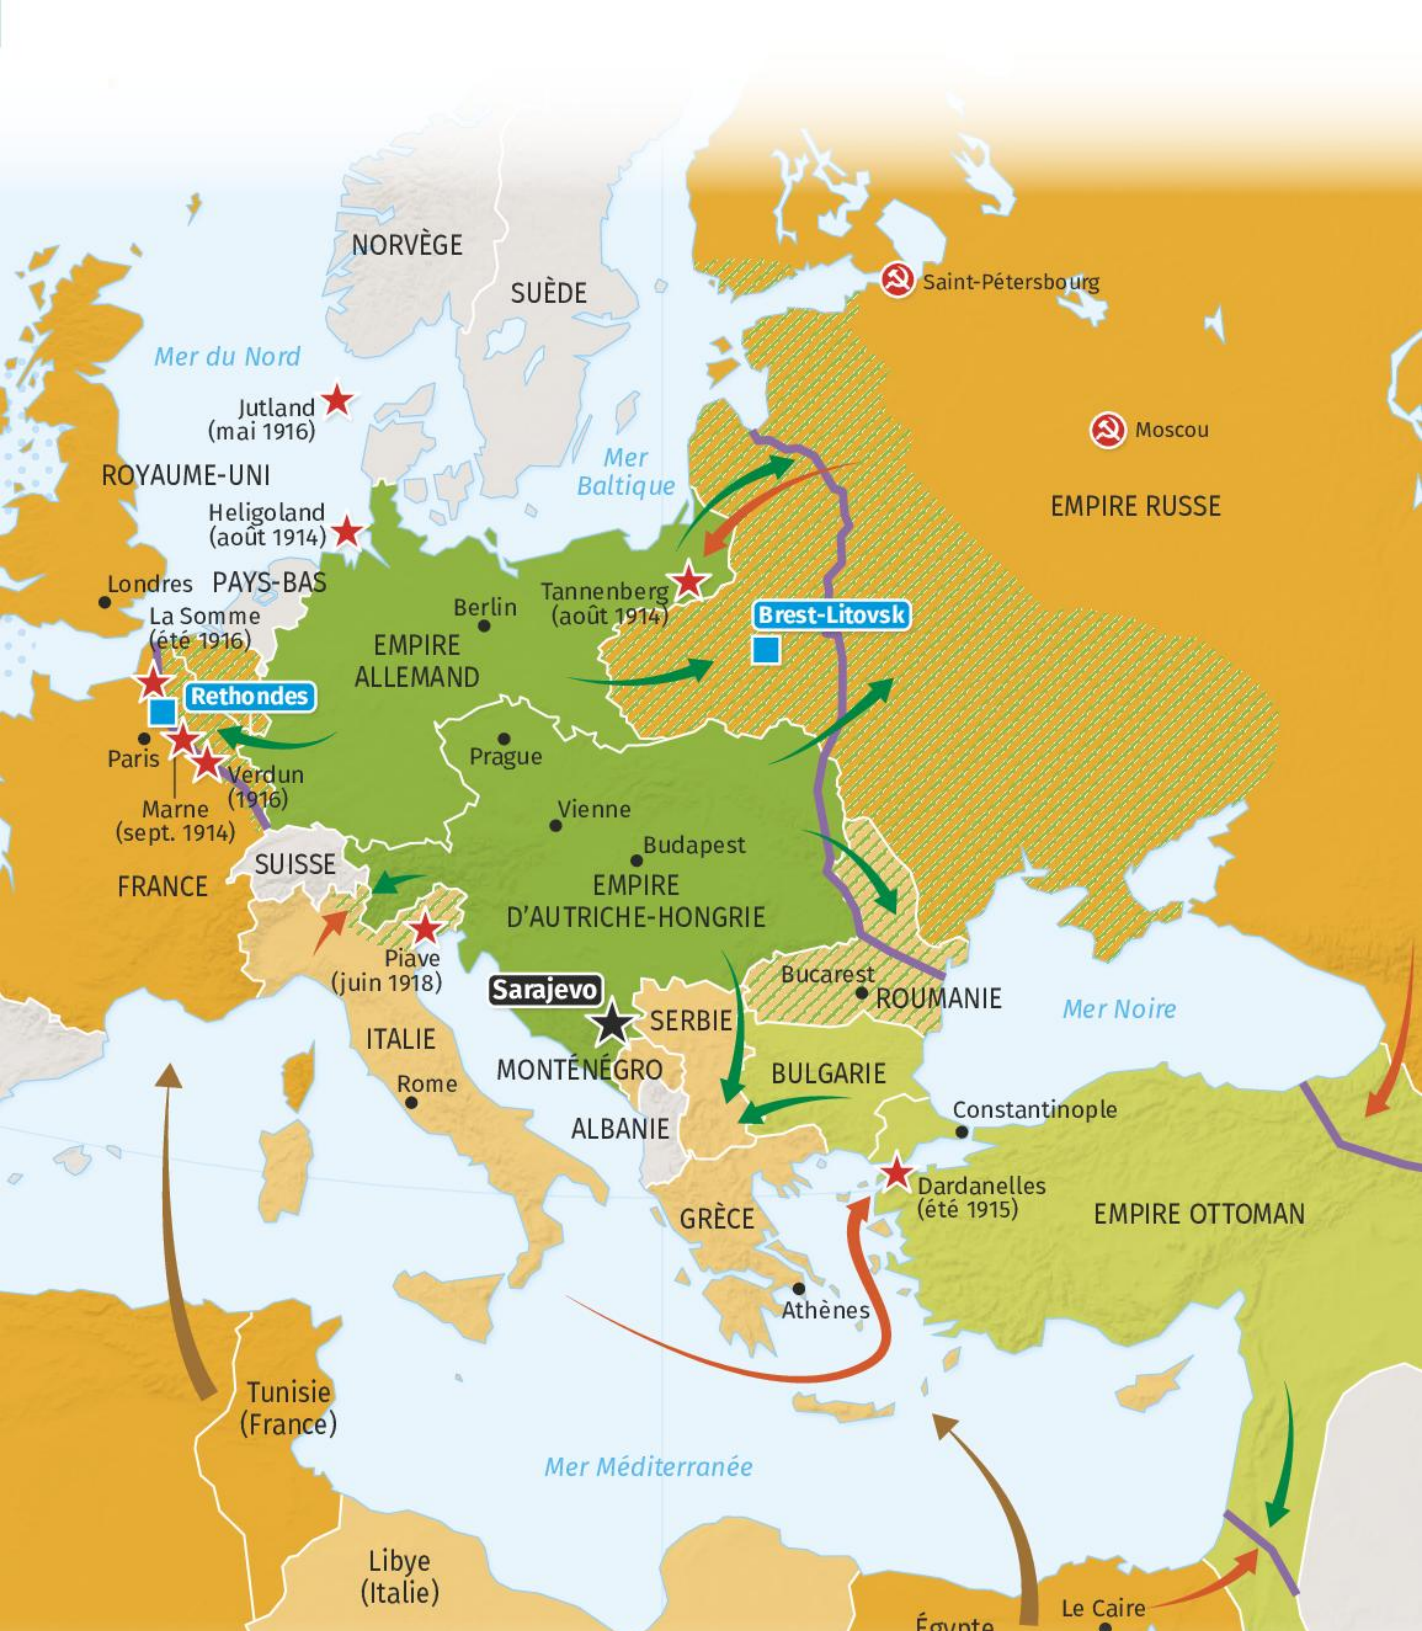 NORVÈGE
SUÈDE
Saint-Pétersbourg
Mer du Nord
Jutland
(mai 1916)
Moscou
Mer
Baltique
ROYAUME-UNI
EMPIRE RUSSE
Heligoland
(août 1914)
Londres
PAYS-BAS
La Somme
(été 1916)
Berlin
Tannenberg
(août 1914)
Brest-Litovsk
EMPIRE
ALLEMAND
Rethondes
Paris
Prague
Verdun
(1916)
Marne
(sept. 1914)
Vienne
Budapest
SUISSE
FRANCE
EMPIRE
D'AUTRICHE-HONGRIE
Piave
(juin 1918)
Bucarest
ROUMANIE
Sarajevo
Mer Noire
SERBIE
ITALIE
MONTÉNÉGRO
BULGARIE
Rome
Constantinople
ALBANIE
Dardanelles
(été 1915)
GRÈCE
EMPIRE OTTOMAN
Athènes
Tunisie
(France)
Mer Méditerranée
Libye
(Italie)
Le Caire
Égypte